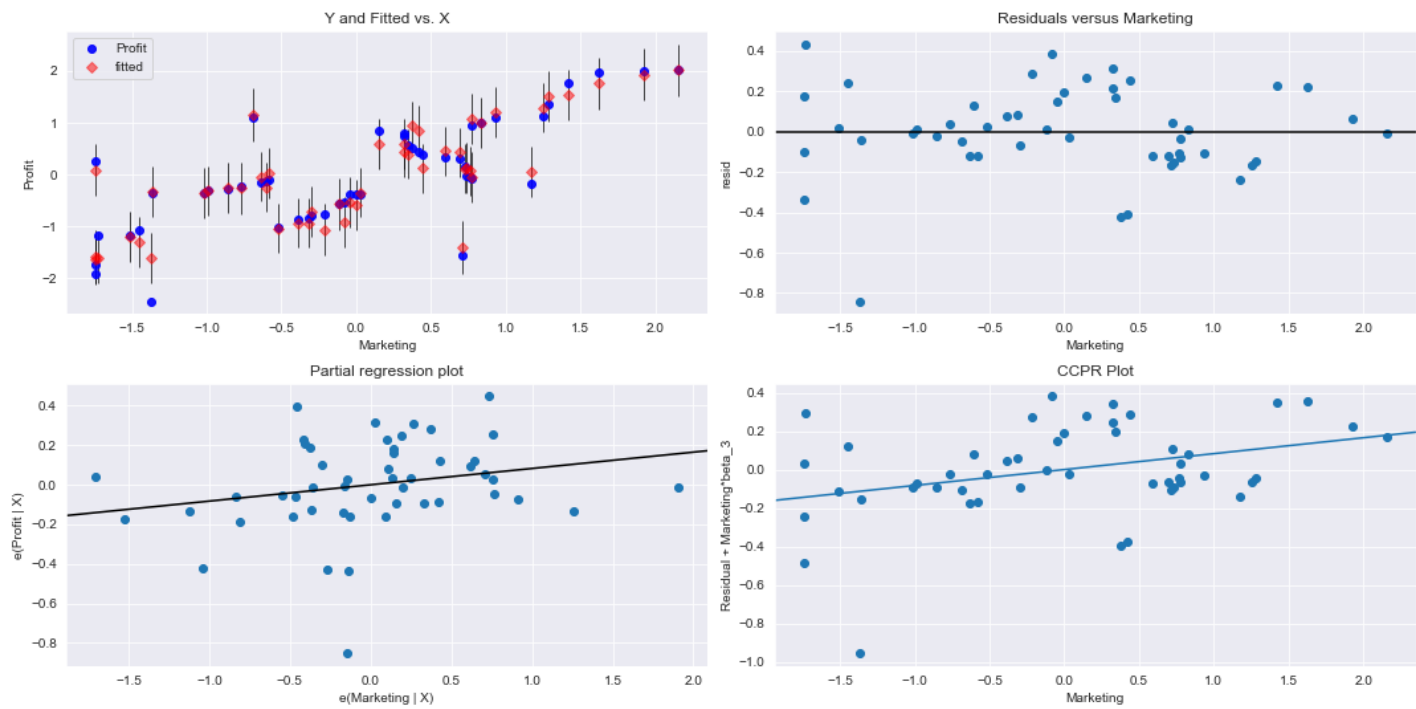 Y and Fitted vs. X
Profit
fitted
2
1
0
−1
−2
Profit
−1.5 −1.0 −0.5 0.0 0.5 1.0 1.5 2.0
Marketing
Residuals versus Marketing
0.4
0.2
0.0
−0.2
−0.4
−0.6
−0.8
resid
−1.5 −1.0 −0.5 0.0 0.5 1.0 1.5 2.0
Marketing
Partial regression plot
0.4
0.2
0.0
−0.2
−0.4
−0.6
−0.8
e(Profit | X)
−1.5 −1.0 −0.5 0.0 0.5 1.0 1.5 2.0
e(Marketing | X)
CCPR Plot
0.4
0.2
0.0
−0.2
−0.4
−0.6
−0.8
−1.0
Residual + Marketing*beta_3
−1.5 −1.0 −0.5 0.0 0.5 1.0 1.5 2.0
Marketing